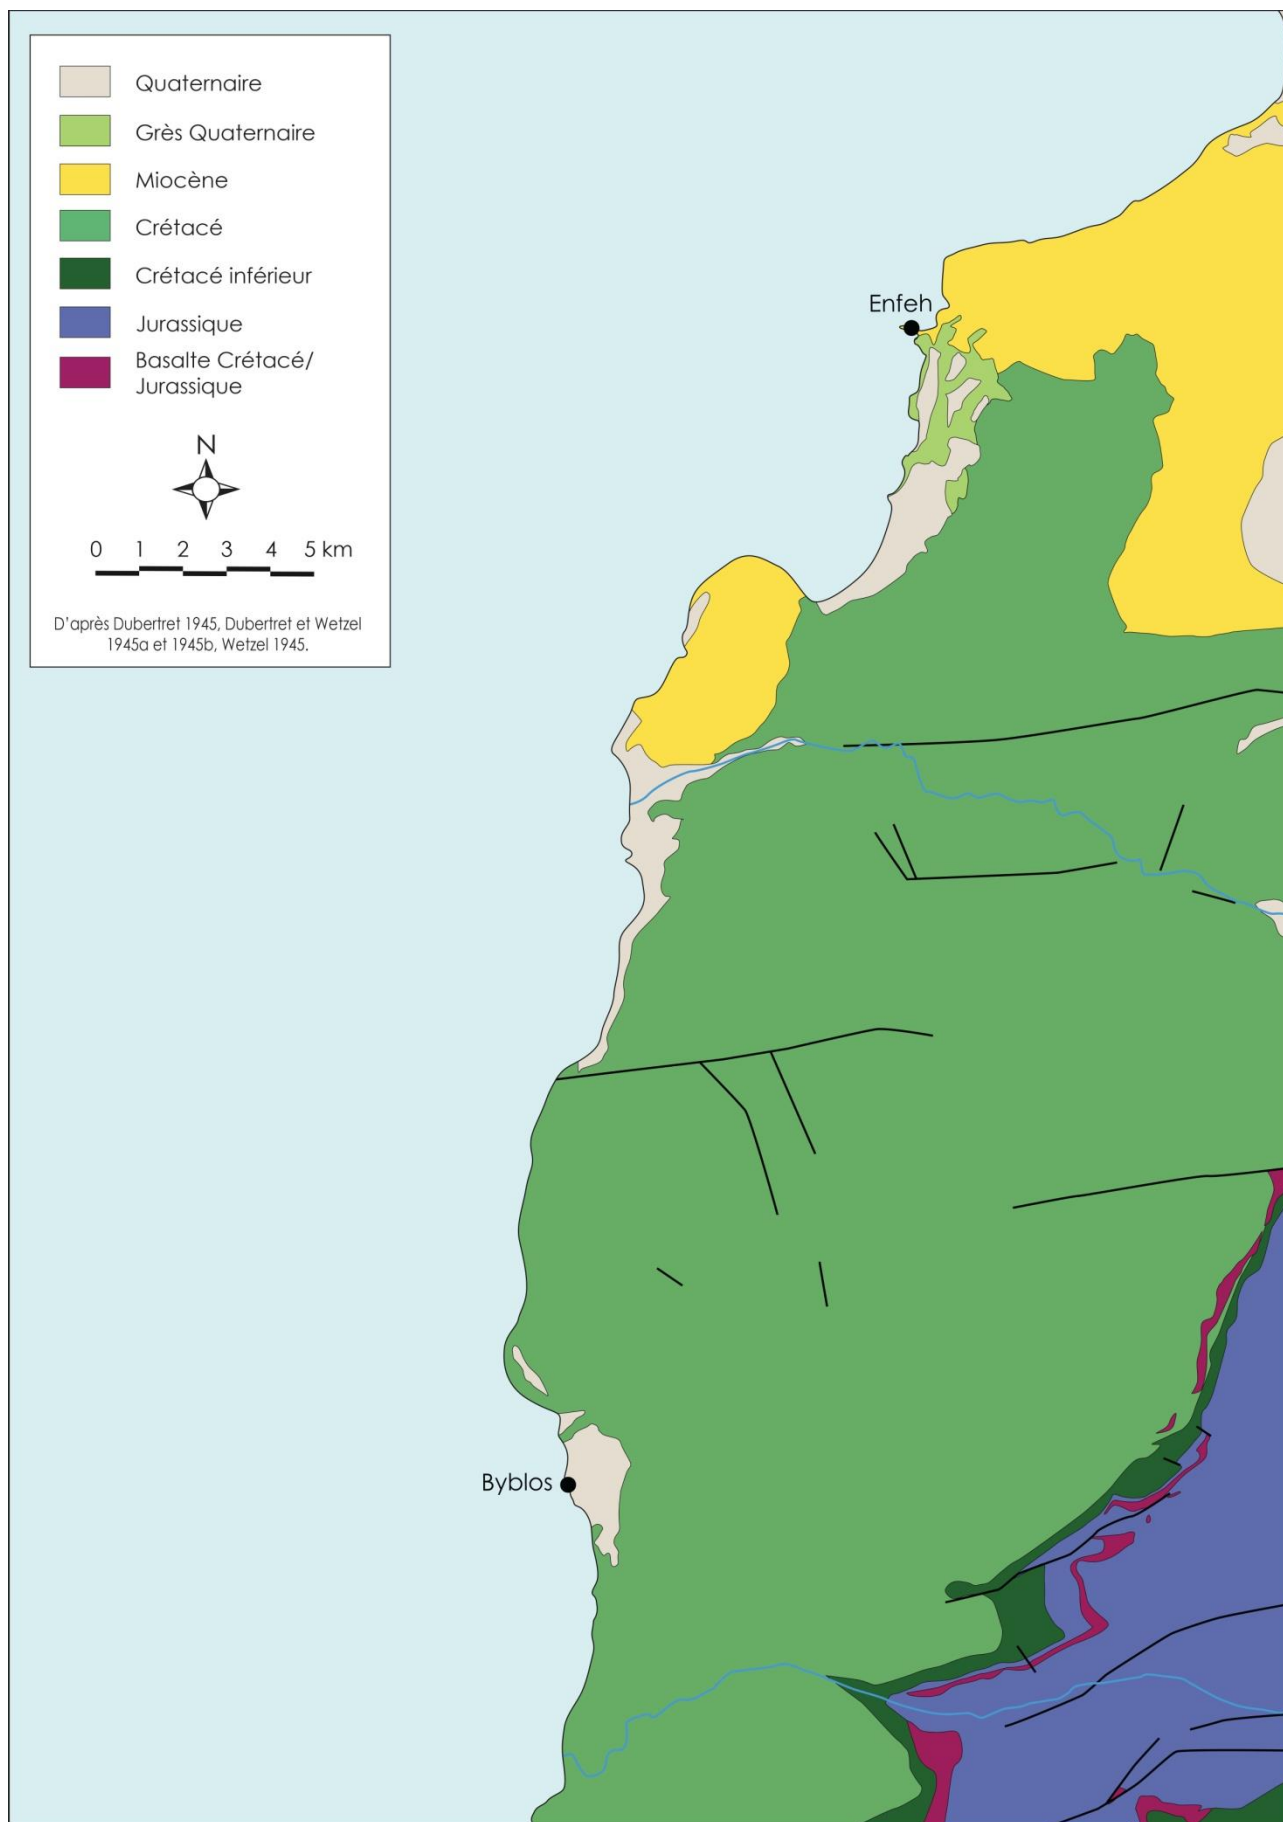 Quaternaire
Grès Quaternaire
Miocène
Crétacé
Crétacé inférieur
Jurassique
Basalte Crétacé/
Jurassique
N
0 1 2 3 4 5 km
D'après Dubertret 1945, Dubertret et Wetzel
1945a et 1945b, Wetzel 1945.
Enfeh
Byblos